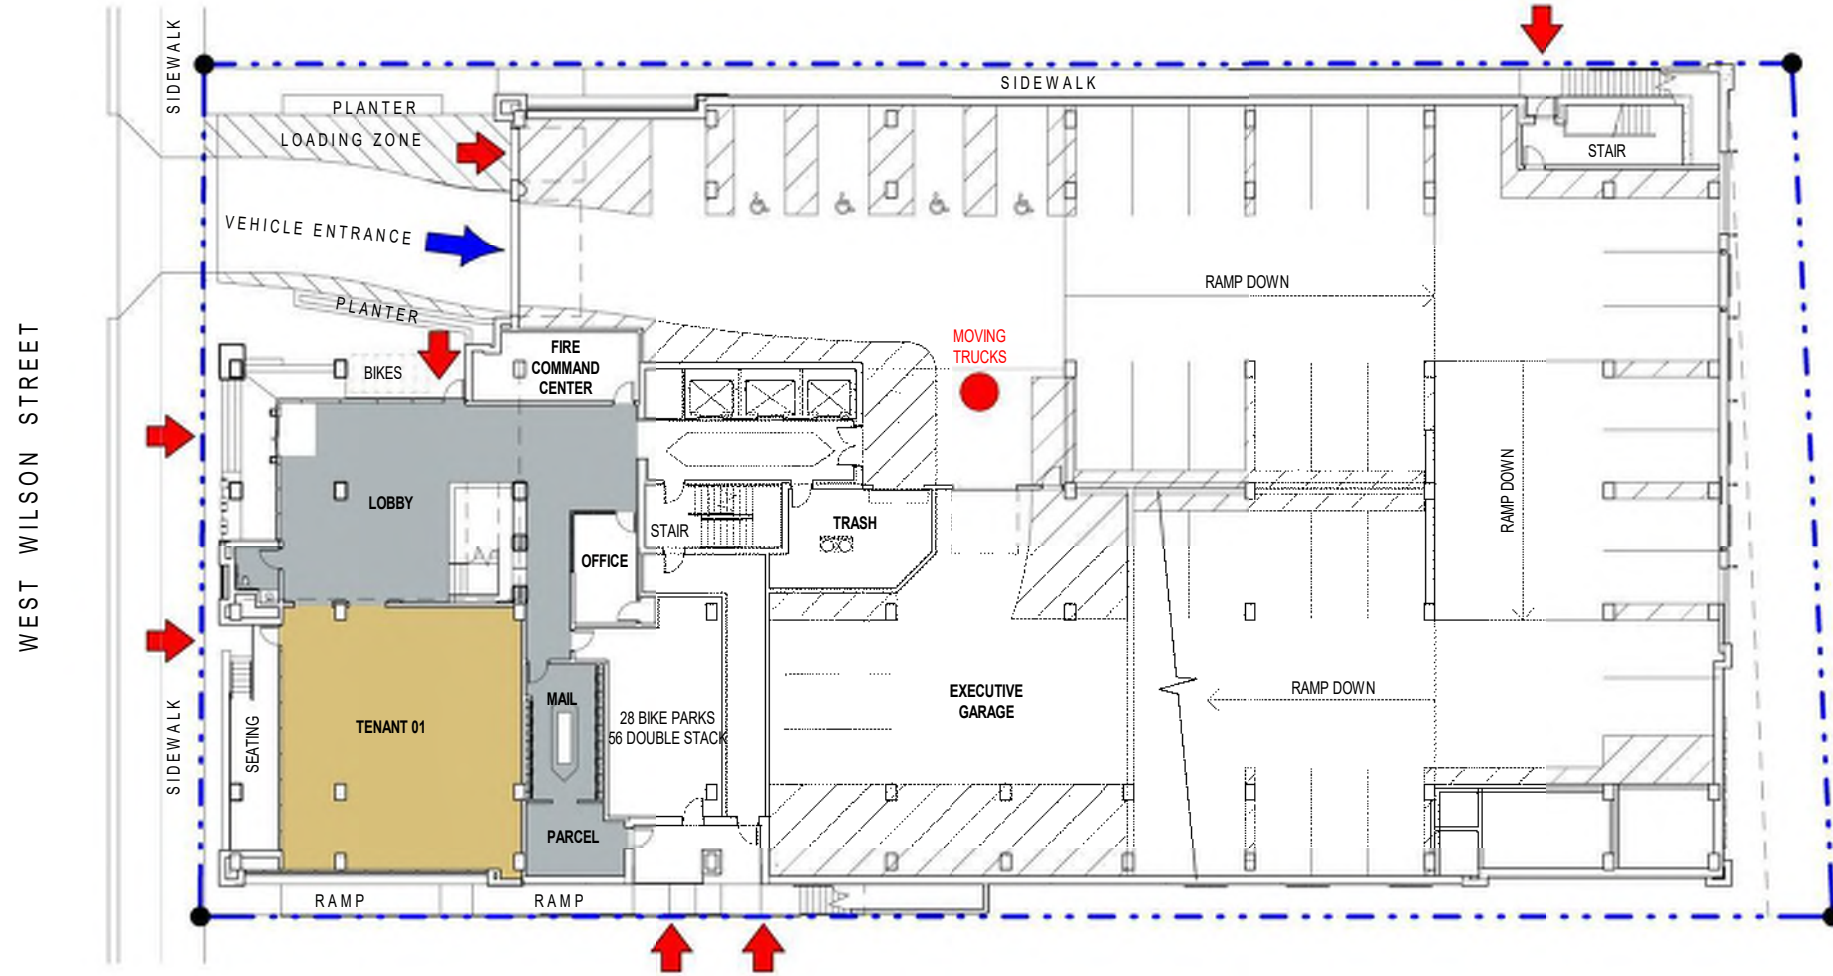 SIDEWALK
SIDEWALK
PLANTER
LOADING ZONE
STAIR
VEHICLE ENTRANCE
RAMP DOWN
PLANTER
MOVING
TRUCKS
FIRE
COMMAND
CENTER
BIKES
WEST WILSON STREET
LOBBY
RAMP DOWN
TRASH
STAIR
OFFICE
EXECUTIVE
GARAGE
RAMP DOWN
MAIL
28 BIKE PARKS
56 DOUBLE STACK
TENANT 01
SEATING
SIDEWALK
PARCEL
RAMP
RAMP